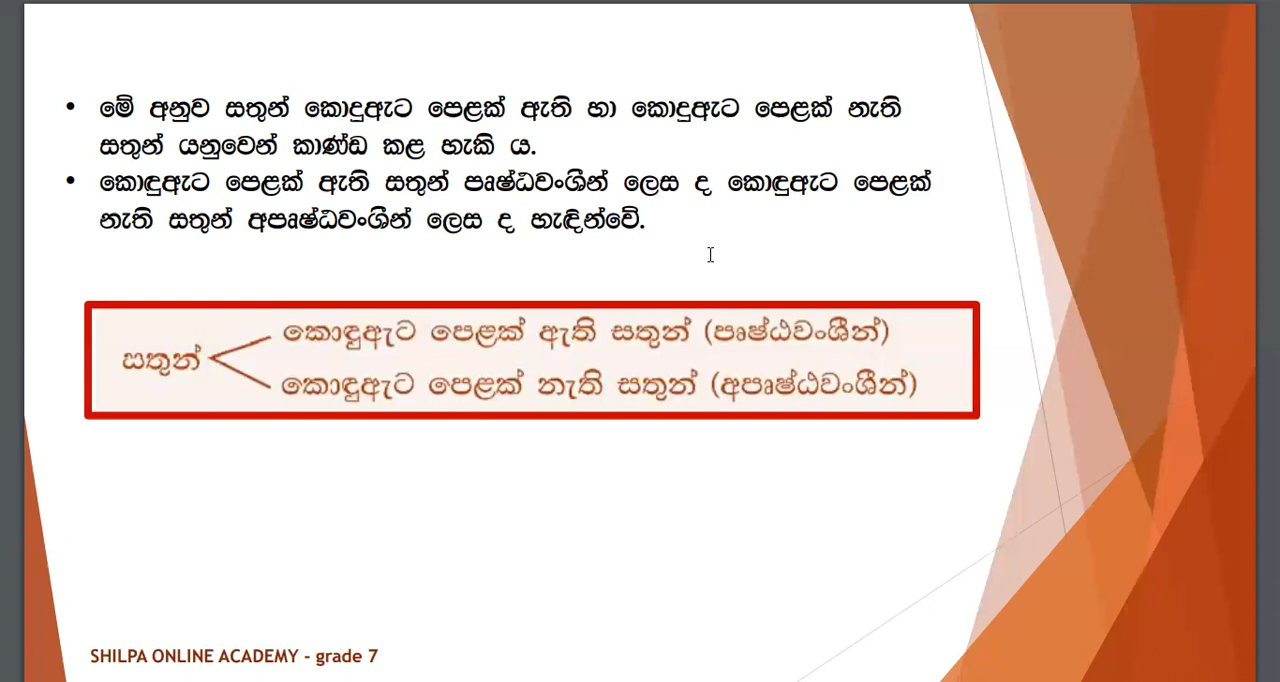 • මේ අනුව සතුන් කොදුඇට පෙළක් ඇති හා කොදුඇට පෙළක් නැති
සතුන් යනුවෙන් කාණ්ඩ කළ හැකි ය.
• කොඳුඇට පෙළක් ඇති සතුන් පෘෂ්ඨවංශීන් ලෙස ද කොඳුඇට පෙළක්
නැති සතුන් අපෘෂ්ඨවංශීන් ලෙස ද හැඳින්වේ.
කොඳුඇට පෙළක් ඇති සතුන් (පෘෂ්ඨවංශීන්)
සතුන්
කොඳුඇට පෙළක් නැති සතුන් (අපෘෂ්ඨවංශීන්)
SHILPA ONLINE ACADEMY - grade 7